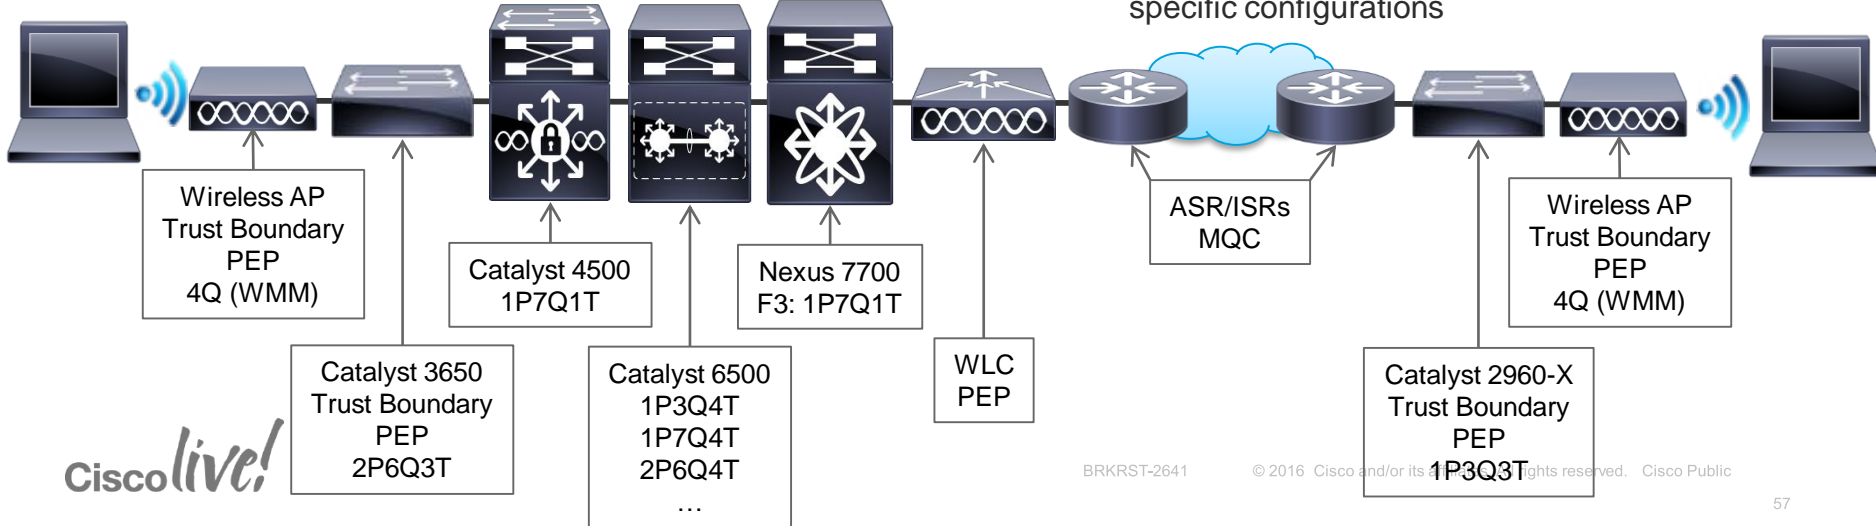 specific configurations
Wireless AP
Trust Boundary
PEP
4Q (WMM)
Catalyst 3650
Trust Boundary
PEP
2P6Q3T
Catalyst 4500
1P7Q1T
Catalyst 6500
1P3Q4T
1P7Q4T
2P6Q4T
…
Nexus 7700
F3: 1P7Q1T
WLC
PEP
ASR/ISRs
MQC
Catalyst 2960-X
Trust Boundary
PEP
1P3Q3T
Wireless AP
Trust Boundary
PEP
4Q (WMM)
Cisco live!
BRKRST-2641
© 2016 Cisco and/or its affiliates. All rights reserved. Cisco Public
57